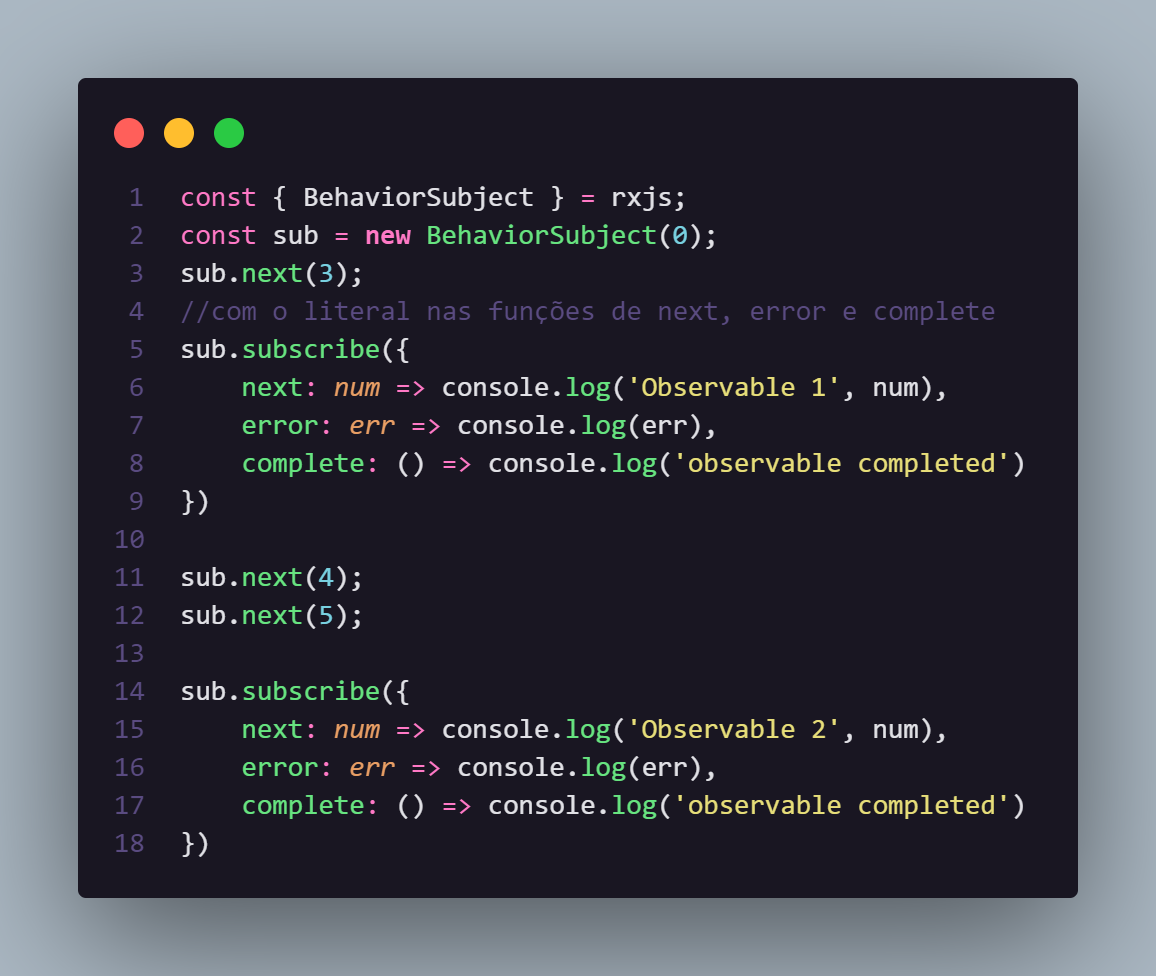 1 const { BehaviorSubject } = rxjs;
2 const sub = new BehaviorSubject(0);
3 sub.next(3);
4 //com o literal nas funções de next, error e complete
5 sub.subscribe({
6     next: num => console.log('Observable 1', num),
7     error: err => console.log(err),
8     complete: () => console.log('observable completed')
9 })
10
11 sub.next(4);
12 sub.next(5);
13
14 sub.subscribe({
15     next: num => console.log('Observable 2', num),
16     error: err => console.log(err),
17     complete: () => console.log('observable completed')
18 })